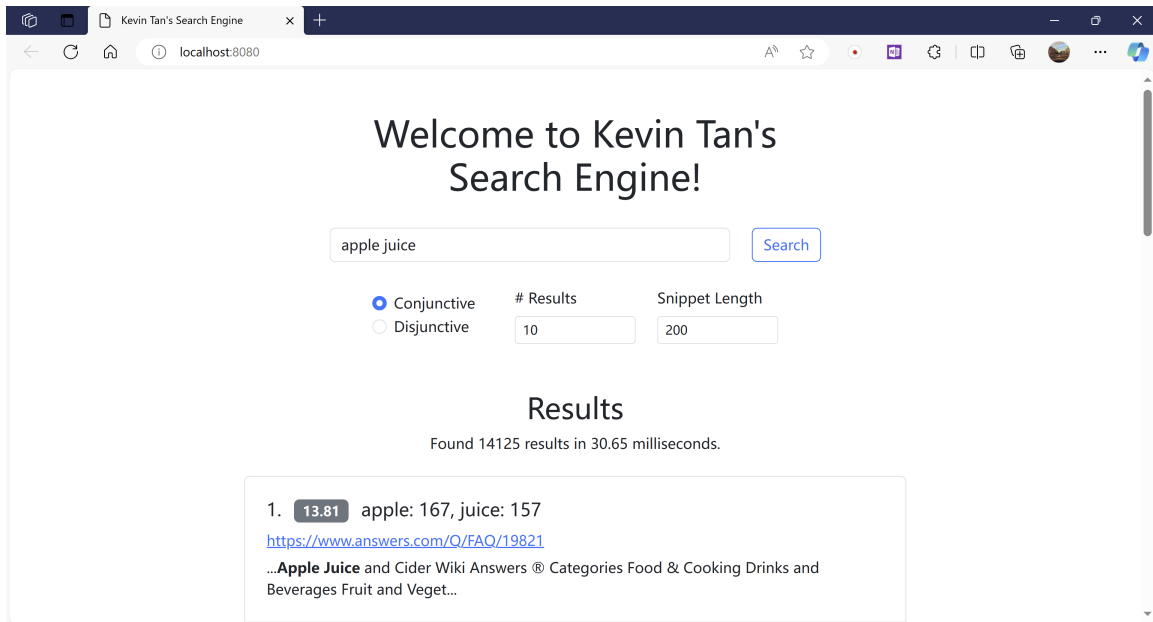 Kevin Tan's Search Engine
localhost:8080
Welcome to Kevin Tan's
Search Engine!
apple juice
Search
Conjunctive
Disjunctive
# Results
10
Snippet Length
200
Results
Found 14125 results in 30.65 milliseconds.
1. 13.81 apple: 167, juice: 157
https://www.answers.com/Q/FAQ/19821
...Apple Juice and Cider Wiki Answers ® Categories Food & Cooking Drinks and
Beverages Fruit and Veget...